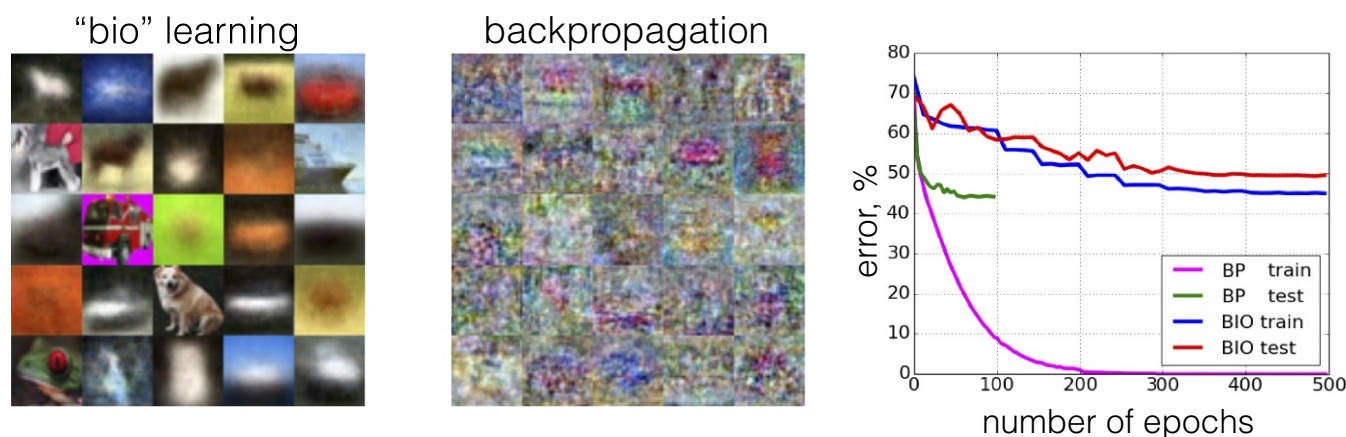 “bio” learning
backpropagation
80
70
60
50
40
30
20
10
0
error, %
BP train
BP test
BIO train
BIO test
0 100 200 300 400 500
number of epochs